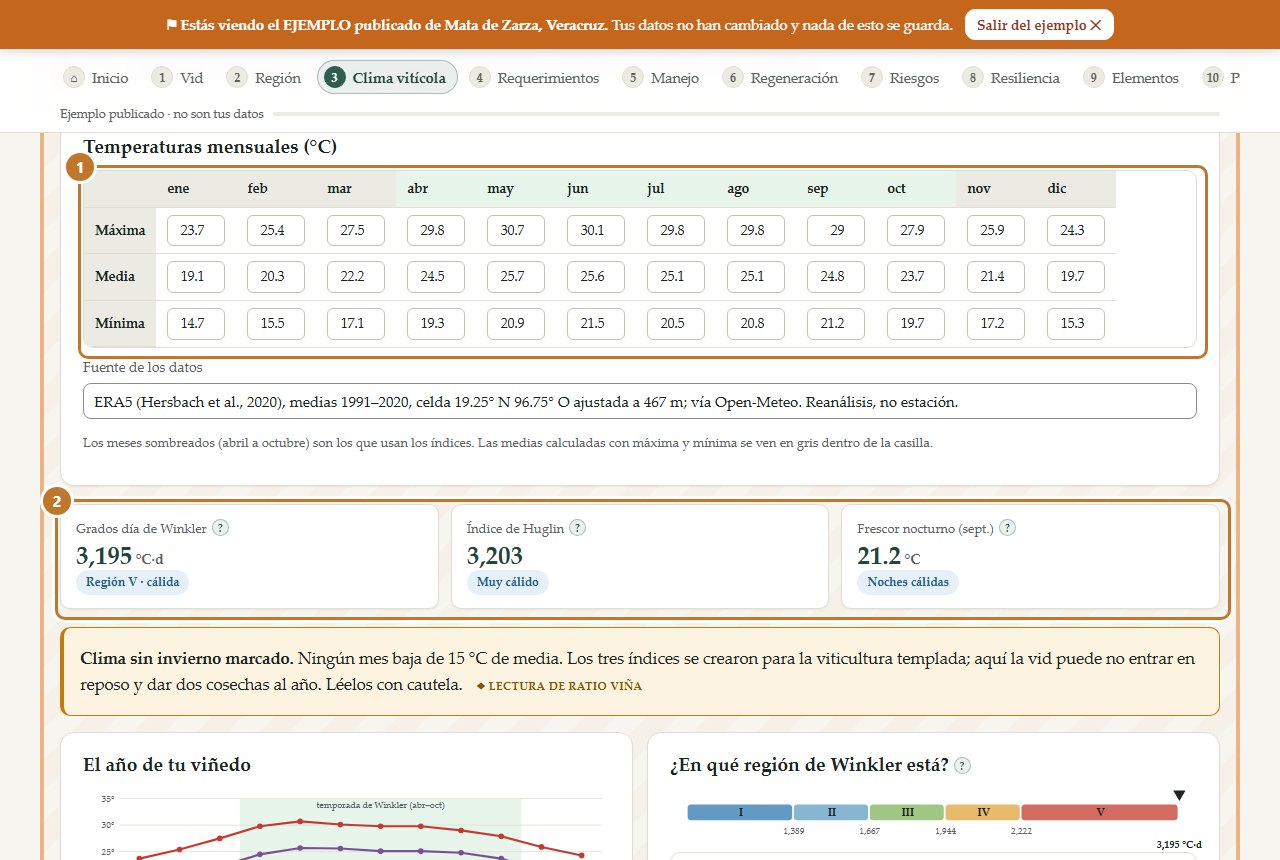 ⚑ Estás viendo el EJEMPLO publicado de Mata de Zarza, Veracruz. Tus datos no han cambiado y nada de esto se guarda. Salir del ejemplo ✕
⌂ Inicio 1 Vid 2 Región 3 Clima vitícola 4 Requerimientos 5 Manejo 6 Regeneración 7 Riesgos 8 Resiliencia 9 Elementos 10 P
Ejemplo publicado · no son tus datos
Temperaturas mensuales (°C)
1
ene feb mar abr may jun jul ago sep oct nov dic
Máxima 23.7 25.4 27.5 29.8 30.7 30.1 29.8 29.8 29 27.9 25.9 24.3
Media 19.1 20.3 22.2 24.5 25.7 25.6 25.1 25.1 24.8 23.7 21.4 19.7
Mínima 14.7 15.5 17.1 19.3 20.9 21.5 20.5 20.8 21.2 19.7 17.2 15.3
Fuente de los datos
ERA5 (Hersbach et al., 2020), medias 1991–2020, celda 19.25° N 96.75° O ajustada a 467 m; vía Open-Meteo. Reanálisis, no estación.
Los meses sombreados (abril a octubre) son los que usan los índices. Las medias calculadas con máxima y mínima se ven en gris dentro de la casilla.
2
Grados día de Winkler ?
3,195 °C·d
Región V · cálida
Índice de Huglin ?
3,203
Muy cálido
Frescor nocturno (sept.) ?
21.2 °C
Noches cálidas
Clima sin invierno marcado. Ningún mes baja de 15 °C de media. Los tres índices se crearon para la viticultura templada; aquí la vid puede no entrar en
reposo y dar dos cosechas al año. Léelos con cautela. ◆ LECTURA DE RATIO VIÑA
El año de tu viñedo
35°
temporada de Winkler (abr–oct)
30°
25°
¿En qué región de Winkler está? ?
I II III IV V
1,389 1,667 1,944 2,222
3,195 °C·d